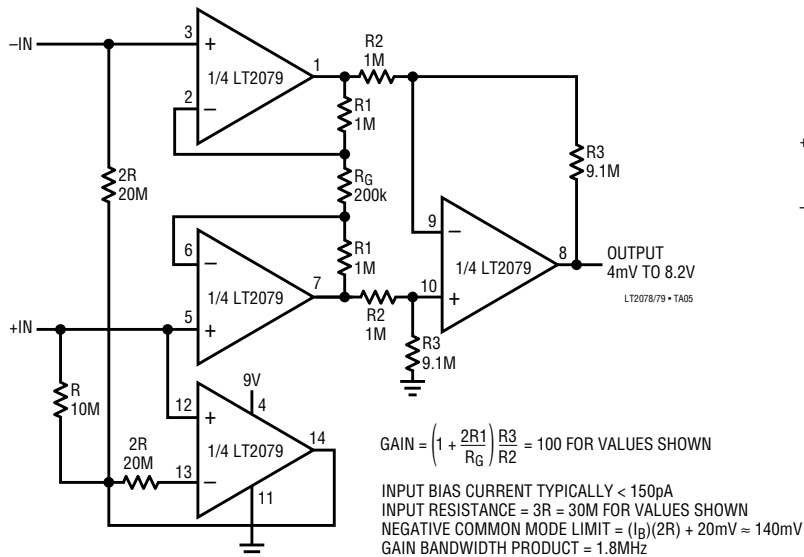 –IN
3
+
1/4 LT2079
1
2
–
R2
1M
R1
1M
R3
9.1M
2R
20M
RG
200k
+
–
6
–
1/4 LT2079
7
5
+
R1
1M
9
–
1/4 LT2079
8
10
+
OUTPUT
4mV TO 8.2V
LT2078/79 • TA05
+IN
R2
1M
R3
9.1M
R
10M
9V
4
12
+
1/4 LT2079
14
2R
20M
13
–
11
GAIN = (1 + 2R1/RG) R3/R2 = 100 FOR VALUES SHOWN
INPUT BIAS CURRENT TYPICALLY < 150pA
INPUT RESISTANCE = 3R = 30M FOR VALUES SHOWN
NEGATIVE COMMON MODE LIMIT = (IB)(2R) + 20mV ≈ 140mV
GAIN BANDWIDTH PRODUCT = 1.8MHz